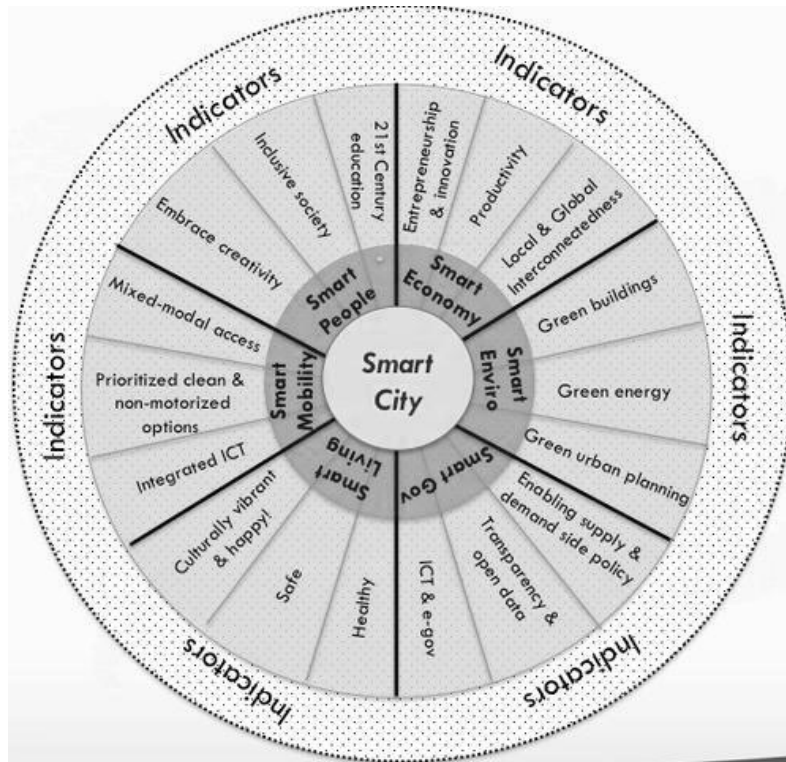 Indicators
Indicators
Indicators
Indicators
Indicators
Indicators
Smart
City
Smart
Economy
Entrepreneurship
& innovation
Productivity
Local & Global
Interconnectedness
Smart
Enviro
Green buildings
Green energy
Green urban planning
Smart Gov
Enabling supply &
demand side policy
Transparency &
open data
ICT & e-gov
Smart
Living
Healthy
Safe
Culturally vibrant
& happy!
Smart
Mobility
Integrated ICT
Prioritized clean &
non-motorized
options
Mixed-modal access
Smart
People
Embrace creativity
Inclusive society
21st Century
education